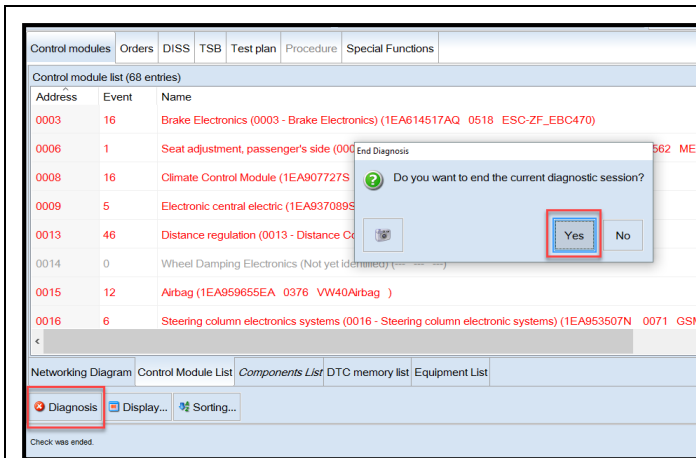 Control modules Orders DISS TSB Test plan Procedure Special Functions
Control module list (68 entries)
Address Event Name
0003 16 Brake Electronics (0003 - Brake Electronics) (1EA614517AQ 0518 ESC-ZF_EBC470)
End Diagnosis
0006 1 Seat adjustment, passenger's side (000 562 ME
Do you want to end the current diagnostic session?
0008 16 Climate Control Module (1EA907727S
0009 5 Electronic central electric (1EA937089S
Yes No
0013 46 Distance regulation (0013 - Distance Co
0014 0 Wheel Damping Electronics (Not yet identified) (--- --- ---)
0015 12 Airbag (1EA959655EA 0376 VW40Airbag )
0016 6 Steering column electronics systems (0016 - Steering column electronic systems) (1EA953507N 0071 GSM
Networking Diagram Control Module List Components List DTC memory list Equipment List
Diagnosis Display... Sorting...
Check was ended.